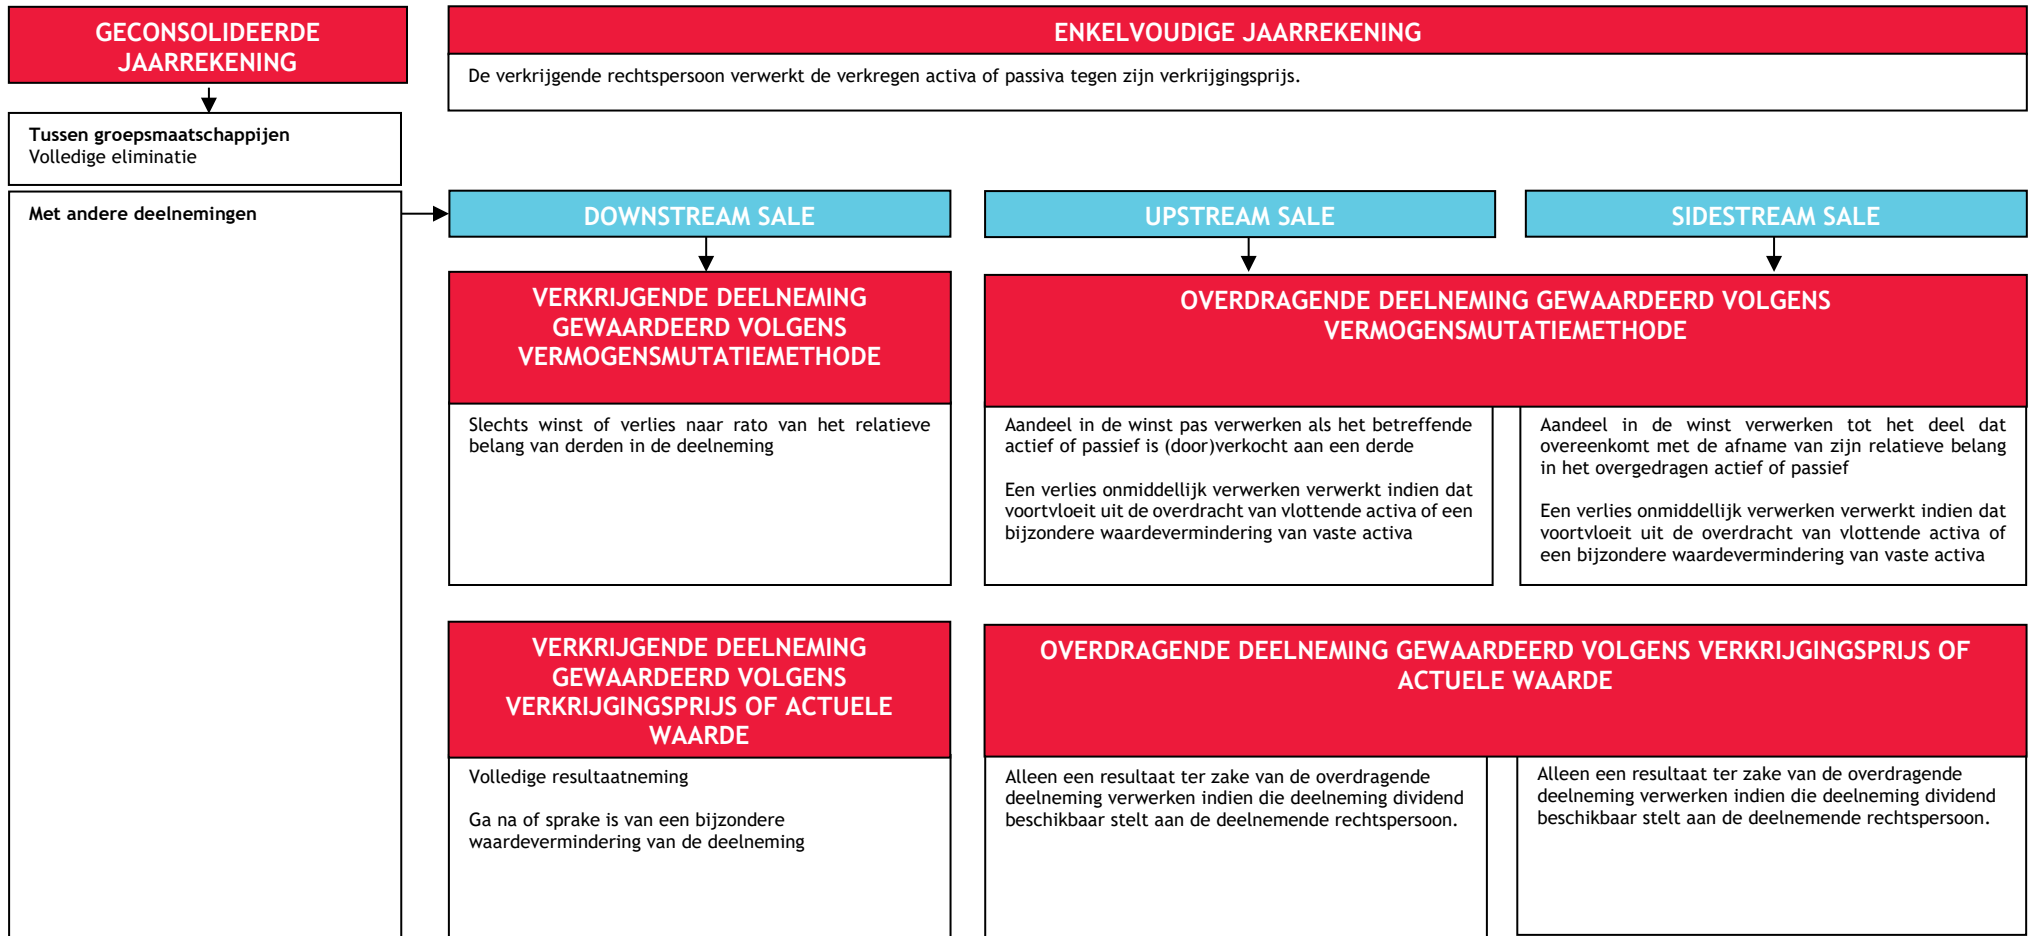 GECONSOLIDEERDE
JAARREKENING
ENKELVOUDIGE JAARREKENING
De verkrijgende rechtspersoon verwerkt de verkregen activa of passiva tegen zijn verkrijgingsprijs.
Tussen groepsmaatschappijen
Volledige eliminatie
Met andere deelnemingen
DOWNSTREAM SALE
UPSTREAM SALE
SIDESTREAM SALE
VERKRIJGENDE DEELNEMING
GEWAARDEERD VOLGENS
VERMOGENSMUTATIEMETHODE
OVERDRAGENDE DEELNEMING GEWAARDEERD VOLGENS
VERMOGENSMUTATIEMETHODE
Slechts winst of verlies naar rato van het relatieve
belang van derden in de deelneming
Aandeel in de winst pas verwerken als het betreffende
actief of passief is (door)verkocht aan een derde
Een verlies onmiddellijk verwerken verwerkt indien dat
voortvloeit uit de overdracht van vlottende activa of een
bijzondere waardevermindering van vaste activa
Aandeel in de winst verwerken tot het deel dat
overeenkomt met de afname van zijn relatieve belang
in het overgedragen actief of passief
Een verlies onmiddellijk verwerken verwerkt indien dat
voortvloeit uit de overdracht van vlottende activa of
een bijzondere waardevermindering van vaste activa
VERKRIJGENDE DEELNEMING
GEWAARDEERD VOLGENS
VERKRIJGINGSPRIJS OF ACTUELE
WAARDE
OVERDRAGENDE DEELNEMING GEWAARDEERD VOLGENS VERKRIJGINGSPRIJS OF
ACTUELE WAARDE
Volledige resultaatneming
Ga na of sprake is van een bijzondere
waardevermindering van de deelneming
Alleen een resultaat ter zake van de overdragende
deelneming verwerken indien die deelneming dividend
beschikbaar stelt aan de deelnemende rechtspersoon.
Alleen een resultaat ter zake van de overdragende
deelneming verwerken indien die deelneming dividend
beschikbaar stelt aan de deelnemende rechtspersoon.